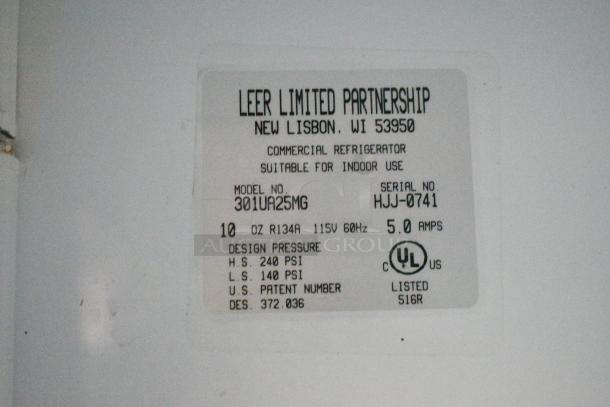 LEER LIMITED PARTNERSHIP
NEW LISBON, WI 53950
COMMERCIAL REFRIGERATOR
SUITABLE FOR INDOOR USE
MODEL NO. SERIAL NO.
301UA25MG HJJ-0741
10 OZ R134A 115V 60Hz 5.0 AMPS
DESIGN PRESSURE
H.S. 240 PSI
L.S. 140 PSI
U.S. PATENT NUMBER
DES. 372,036
C UL US
LISTED
516R
AUCTION GROUP